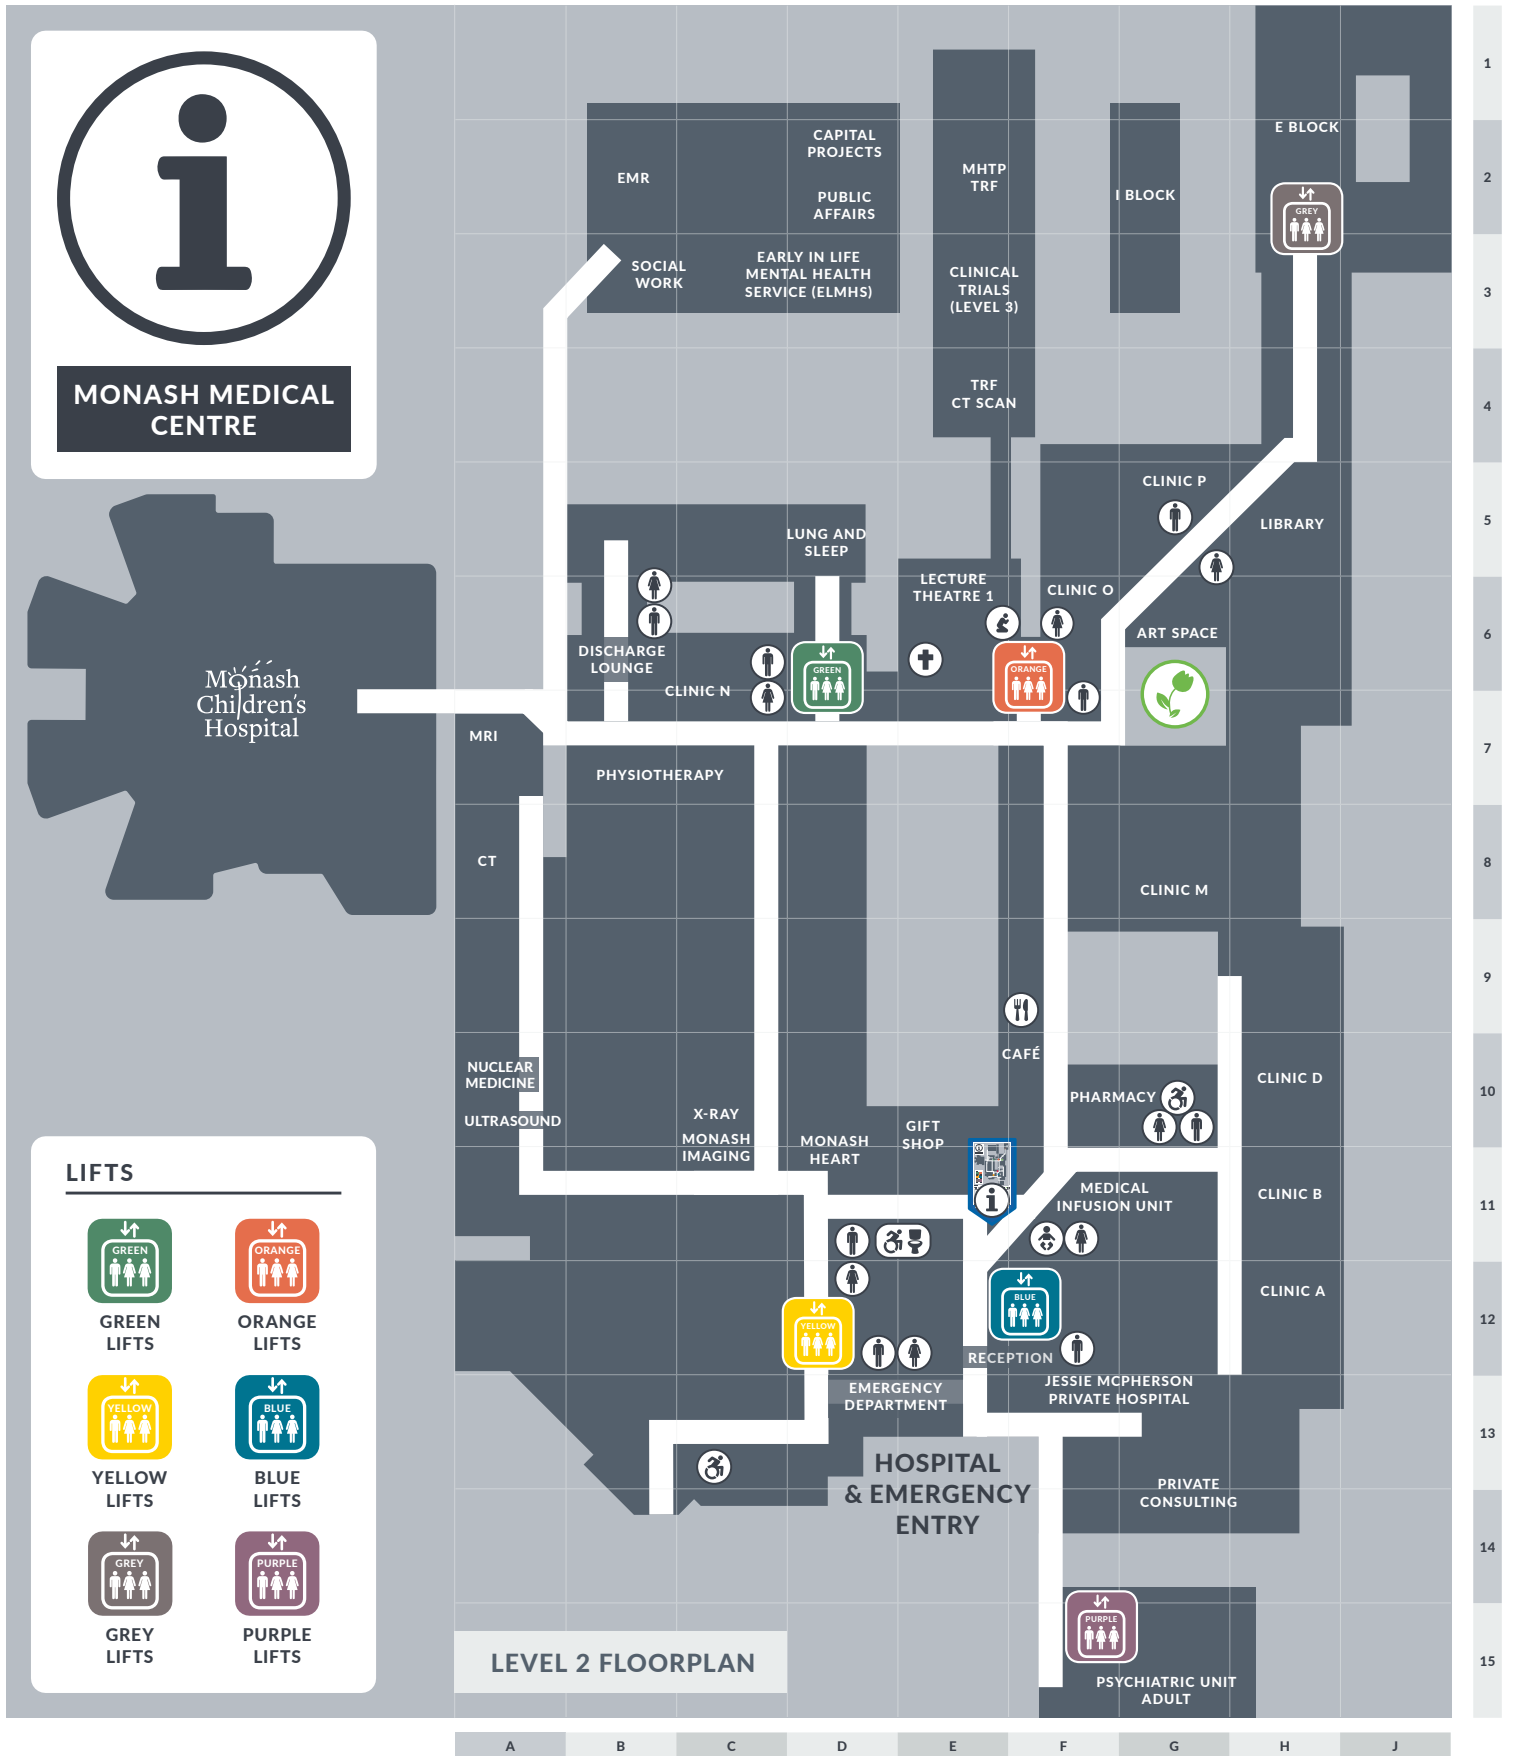 MONASH MEDICAL
CENTRE
E BLOCK
GREY
CAPITAL
PROJECTS
EMR
PUBLIC
AFFAIRS
SOCIAL
WORK
EARLY IN LIFE
MENTAL HEALTH
SERVICE (ELMHS)
MHTP
TRF
CLINICAL
TRIALS
(LEVEL 3)
TRF
CT SCAN
I BLOCK
CLINIC P
LIBRARY
LUNG AND
SLEEP
LECTURE
THEATRE 1
CLINIC O
ART SPACE
DISCHARGE
LOUNGE
CLINIC N
GREEN
ORANGE
Monash
Children's
Hospital
MRI
PHYSIOTHERAPY
CT
CLINIC M
CAFÉ
NUCLEAR
MEDICINE
ULTRASOUND
X-RAY
MONASH
IMAGING
MONASH
HEART
GIFT
SHOP
PHARMACY
CLINIC D
MEDICAL
INFUSION UNIT
CLINIC B
CLINIC A
YELLOW
BLUE
RECEPTION
EMERGENCY
DEPARTMENT
JESSIE MCPHERSON
PRIVATE HOSPITAL
HOSPITAL
& EMERGENCY
ENTRY
PRIVATE
CONSULTING
PURPLE
PSYCHIATRIC UNIT
ADULT
LIFTS
GREEN
GREEN
LIFTS
ORANGE
ORANGE
LIFTS
YELLOW
YELLOW
LIFTS
BLUE
BLUE
LIFTS
GREY
GREY
LIFTS
PURPLE
PURPLE
LIFTS
LEVEL 2 FLOORPLAN
1
2
3
4
5
6
7
8
9
10
11
12
13
14
15
A B C D E F G H J